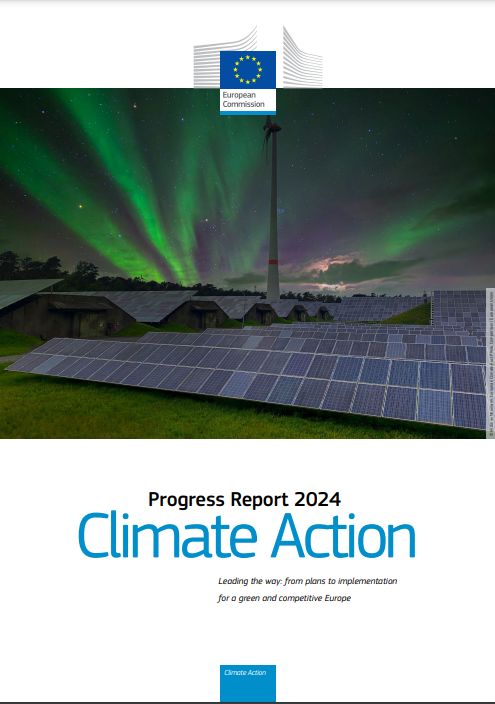 European
Commission
Progress Report 2024
Climate Action
Leading the way: from plans to implementation
for a green and competitive Europe
Climate Action